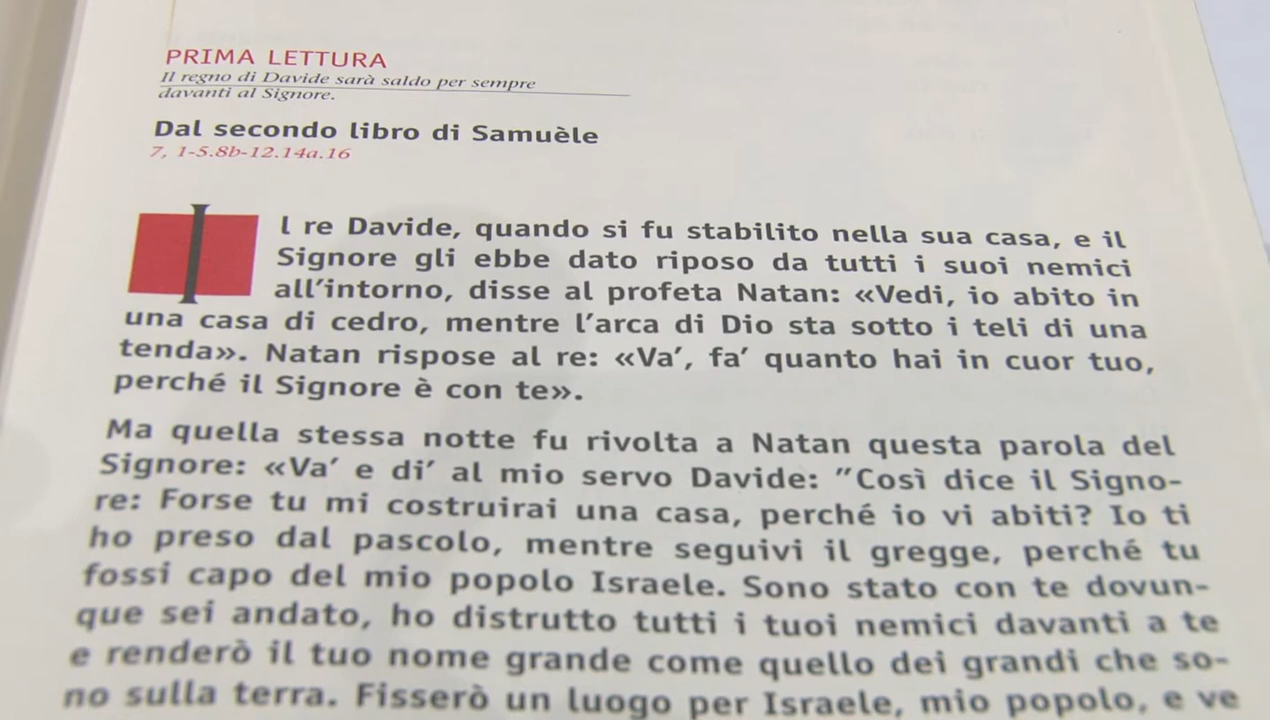 PRIMA LETTURA
Il regno di Davide sarà saldo per sempre
davanti al Signore.
Dal secondo libro di Samuèle
7, 1-5.8b-12.14a.16
Il re Davide, quando si fu stabilito nella sua casa, e il
Signore gli ebbe dato riposo da tutti i suoi nemici
all’intorno, disse al profeta Natan: «Vedi, io abito in
una casa di cedro, mentre l’arca di Dio sta sotto i teli di una
tenda». Natan rispose al re: «Va’, fa’ quanto hai in cuor tuo,
perché il Signore è con te».
Ma quella stessa notte fu rivolta a Natan questa parola del
Signore: «Va’ e di’ al mio servo Davide: ”Così dice il Signo-
re: Forse tu mi costruirai una casa, perché io vi abiti? Io ti
ho preso dal pascolo, mentre seguivi il gregge, perché tu
fossi capo del mio popolo Israele. Sono stato con te dovun-
que sei andato, ho distrutto tutti i tuoi nemici davanti a te
e renderò il tuo nome grande come quello dei grandi che so-
no sulla terra. Fisserò un luogo per Israele, mio popolo, e ve